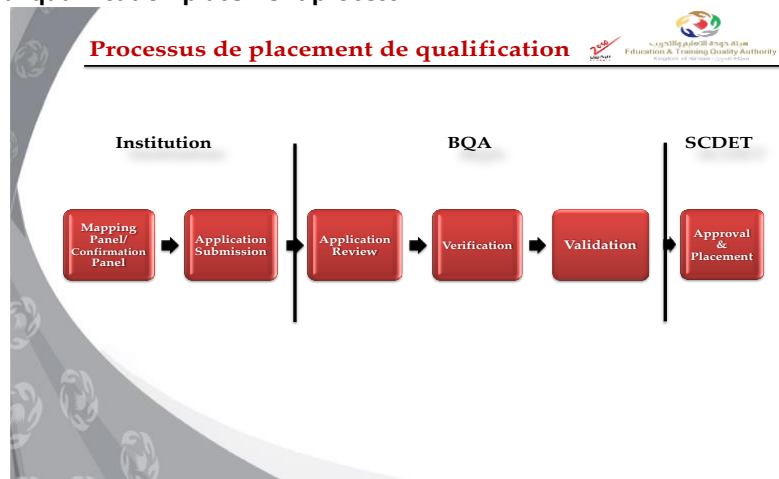 Processus de placement de qualification
Education & Training Quality Authority
Institution
BQA
SCDET
Mapping
Panel/
Confirmation
Panel
Application
Submission
Application
Review
Verification
Validation
Approval
&
Placement